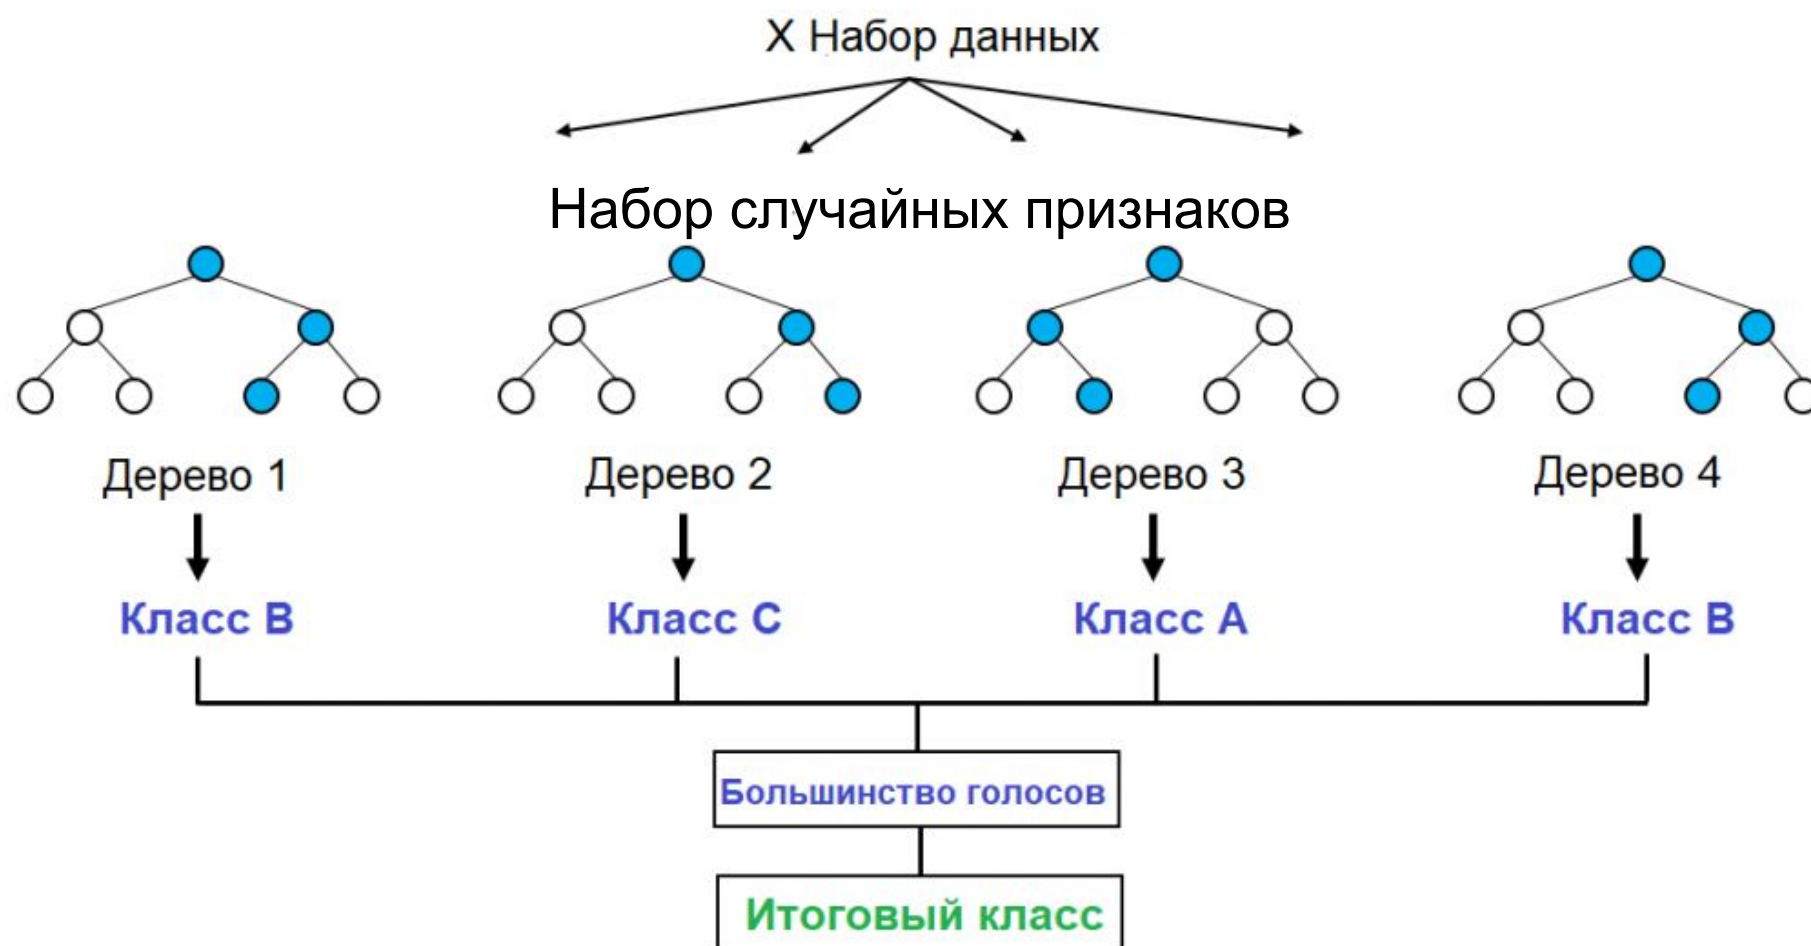 X Набор данных
Набор случайных признаков
Дерево 1
Дерево 2
Дерево 3
Дерево 4
Класс B
Класс C
Класс A
Класс B
Большинство голосов
Итоговый класс